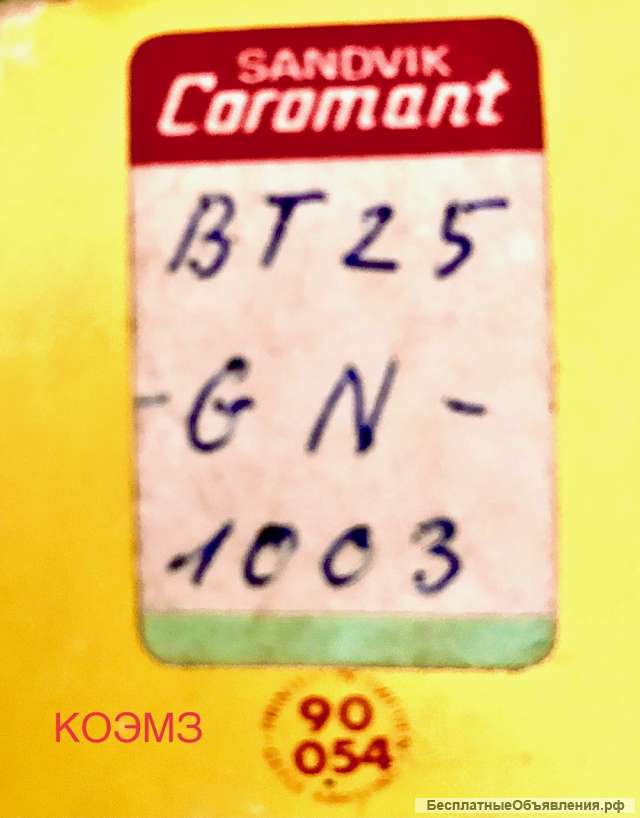 SANDVIK
Coromant
BT25
-GN-
1003
КОЭМЗ
90
054
БесплатныеОбъявления.рф